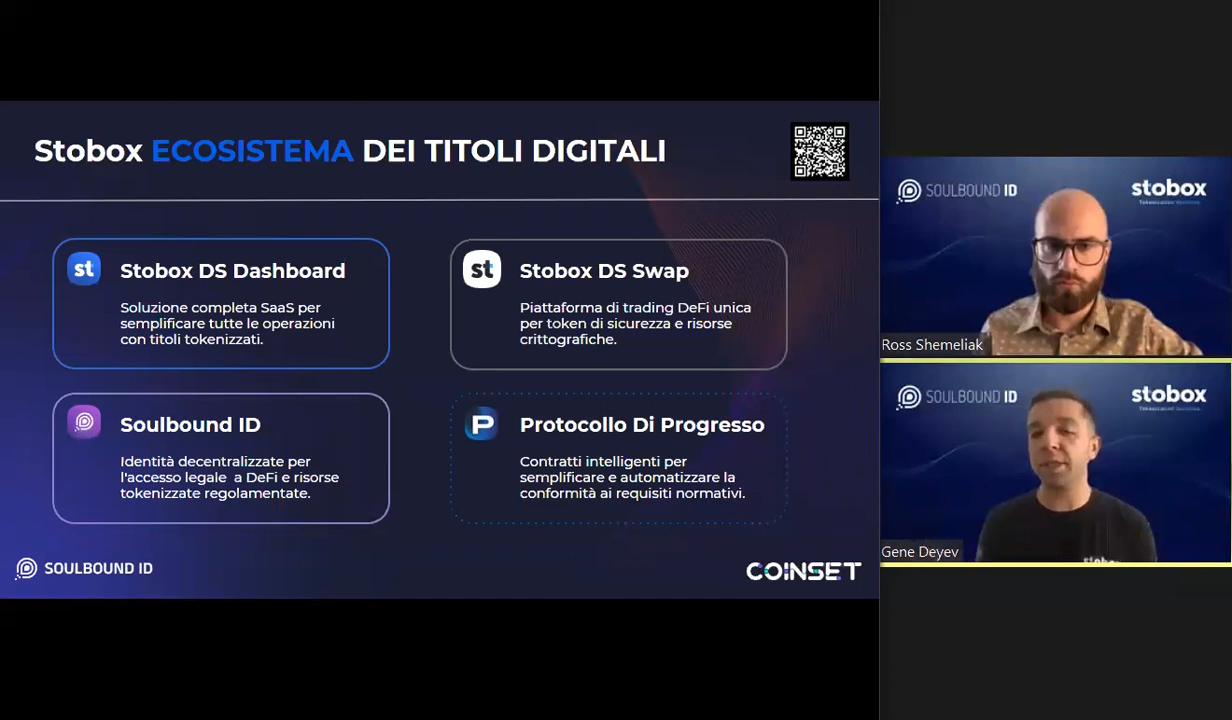 Stobox ECOSISTEMA DEI TITOLI DIGITALI
st
Stobox DS Dashboard
Soluzione completa SaaS per
semplificare tutte le operazioni
con titoli tokenizzati.
st
Stobox DS Swap
Piattaforma di trading DeFi unica
per token di sicurezza e risorse
crittografiche.
Soulbound ID
Identità decentralizzate per
l'accesso legale a DeFi e risorse
tokenizzate regolamentate.
P
Protocollo Di Progresso
Contratti intelligenti per
semplificare e automatizzare la
conformità ai requisiti normativi.
SOULBOUND ID
COINSET
SOULBOUND ID
stobox
Ross Shemeliak
SOULBOUND ID
stobox
stobox
Gene Deyev